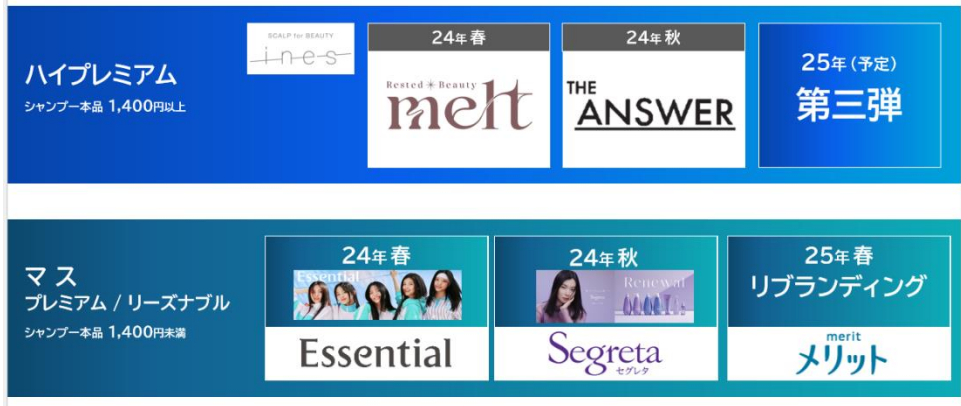 ハイプレミアム
シャンプー本品 1,400円以上
SCALP for BEAUTY
ines
24年春
Rested Beauty
melt
24年秋
THE
ANSWER
25年(予定)
第三弾
マス
プレミアム / リーズナブル
シャンプー本品 1,400円未満
24年春
Essential
Essential
24年秋
Renewal
Segreta
セグレタ
25年春
リブランディング
merit
メリット